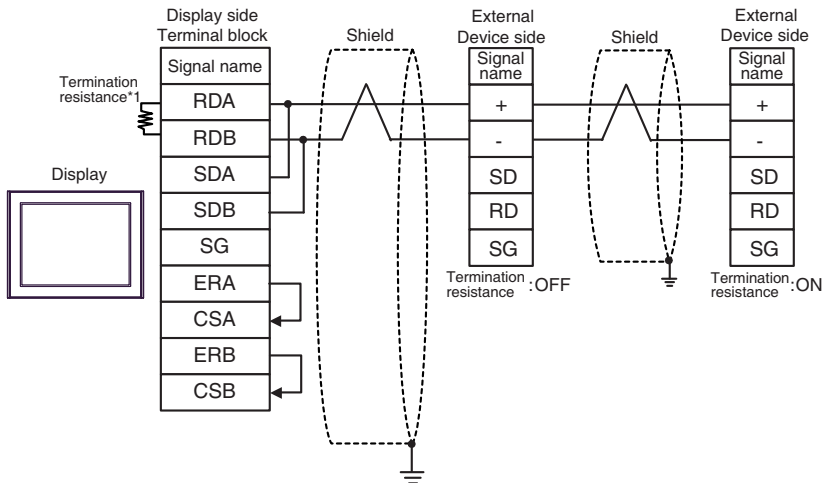 Display side
Terminal block
Shield
External
Device side
Shield
External
Device side
Signal name
Signal
name
Signal
name
Termination
resistance*1
RDA
+
+
RDB
-
-
Display
SDA
SD
SD
SDB
RD
RD
SG
SG
SG
ERA
Termination
resistance :OFF
Termination
resistance :ON
CSA
ERB
CSB